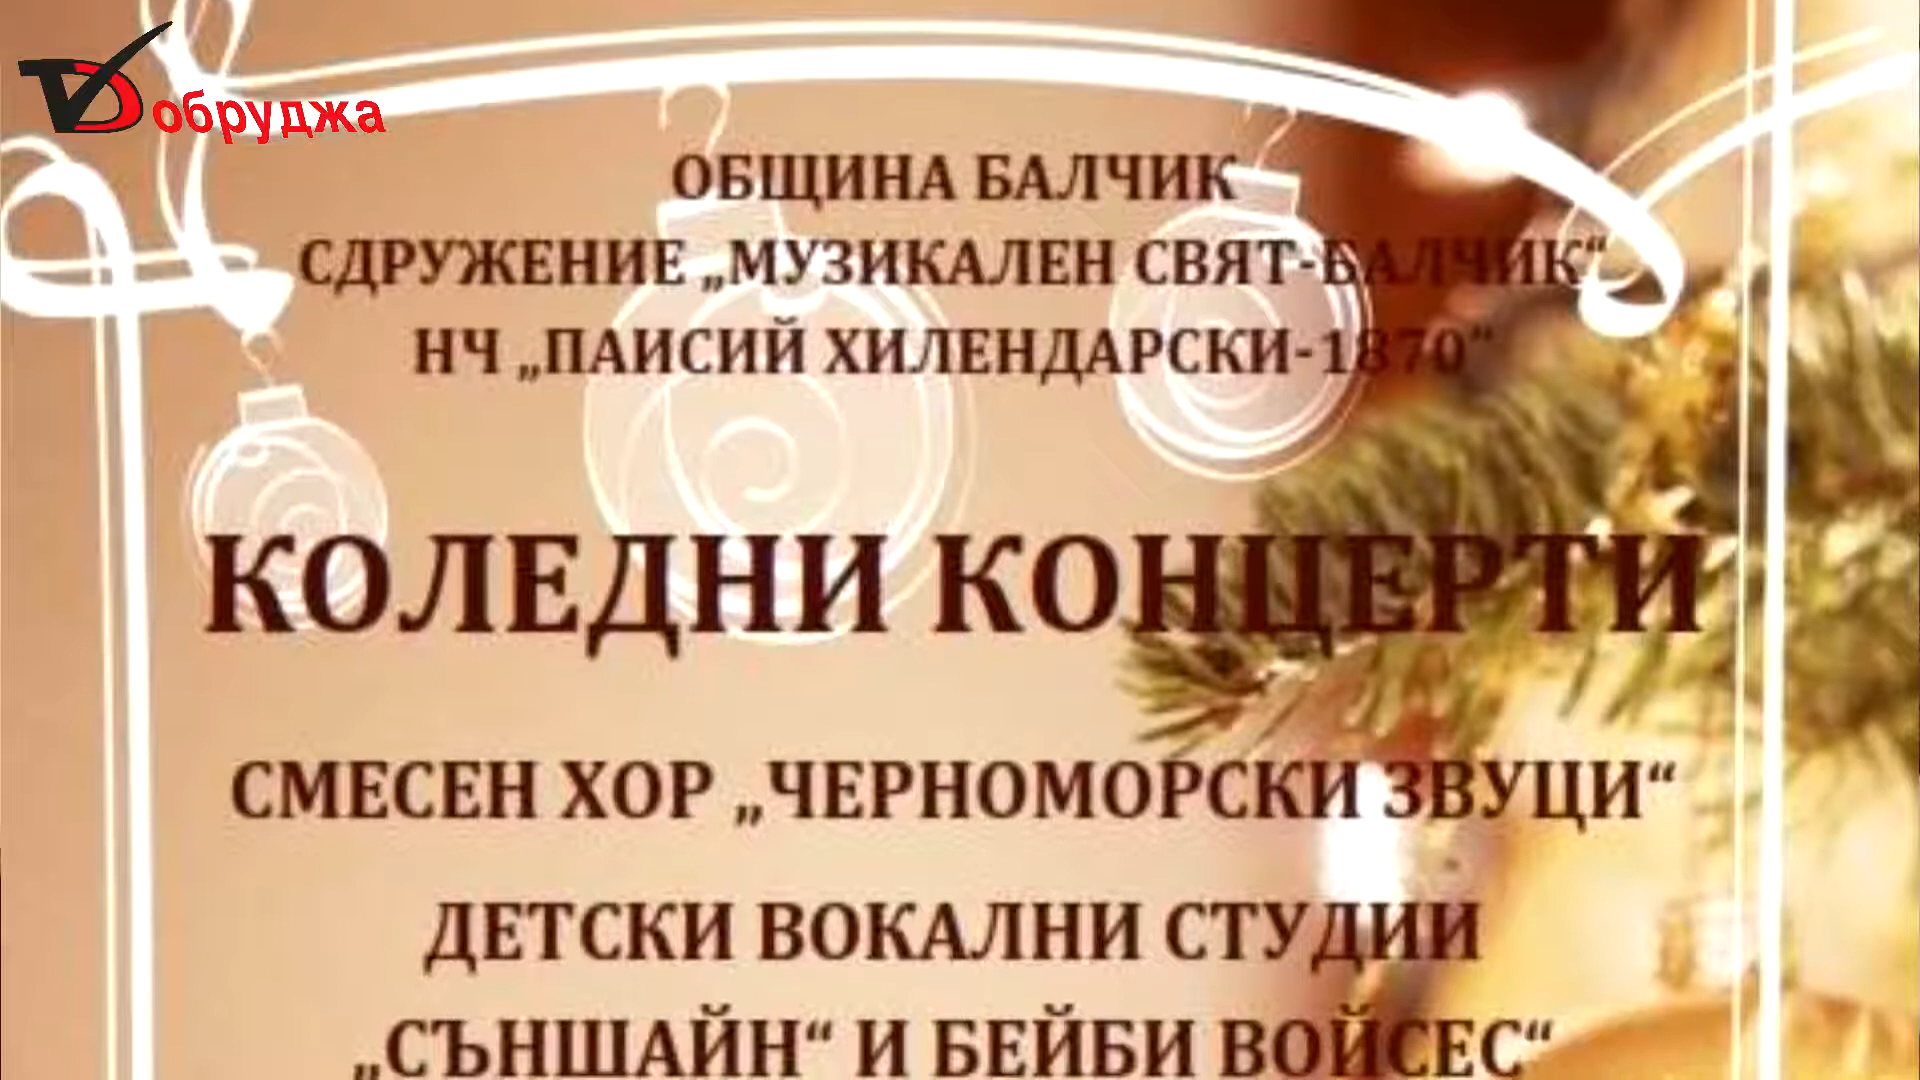 TV Добруджа
ОБЩИНА БАЛЧИК
СДРУЖЕНИЕ „МУЗИКАЛЕН СВЯТ-БАЛЧИК“
НЧ „ПАИСИЙ ХИЛЕНДАРСКИ-1870“
КОЛЕДНИ КОНЦЕРТИ
СМЕСЕН ХОР „ЧЕРНОМОРСКИ ЗВУЦИ“
ДЕТСКИ ВОКАЛНИ СТУДИИ
„СЪНШАЙН“ И БЕЙБИ ВОЙСЕС“